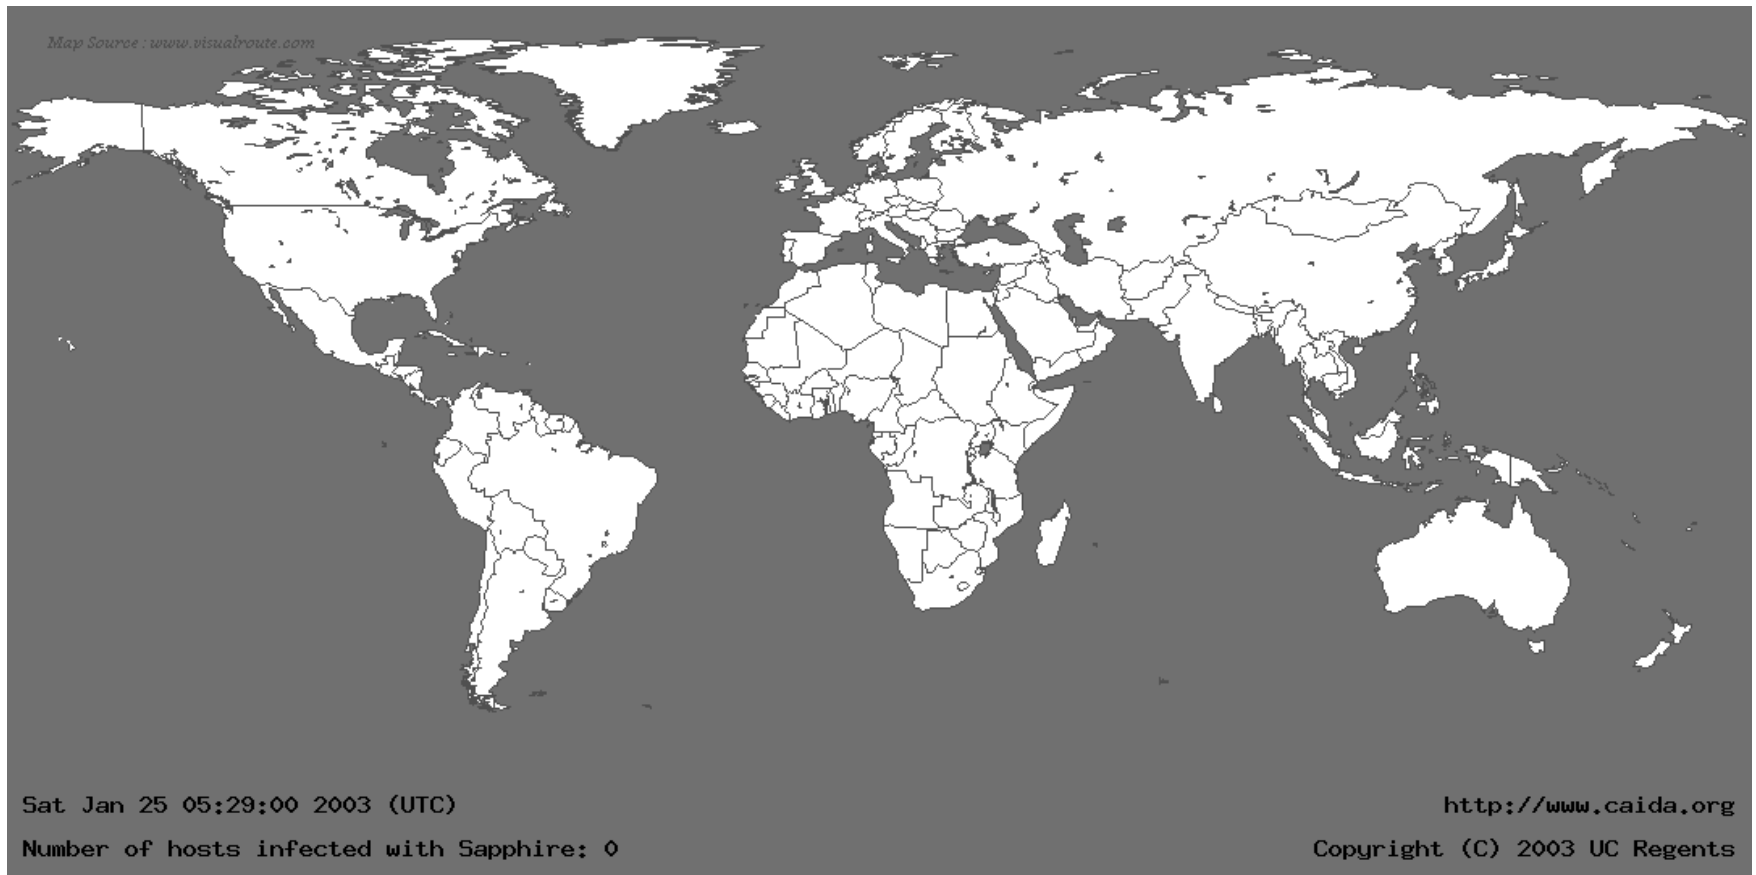 Map Source : www.visualroute.com
Sat Jan 25 05:29:00 2003 (UTC)
http://www.caida.org
Number of hosts infected with Sapphire: 0
Copyright (C) 2003 UC Regents